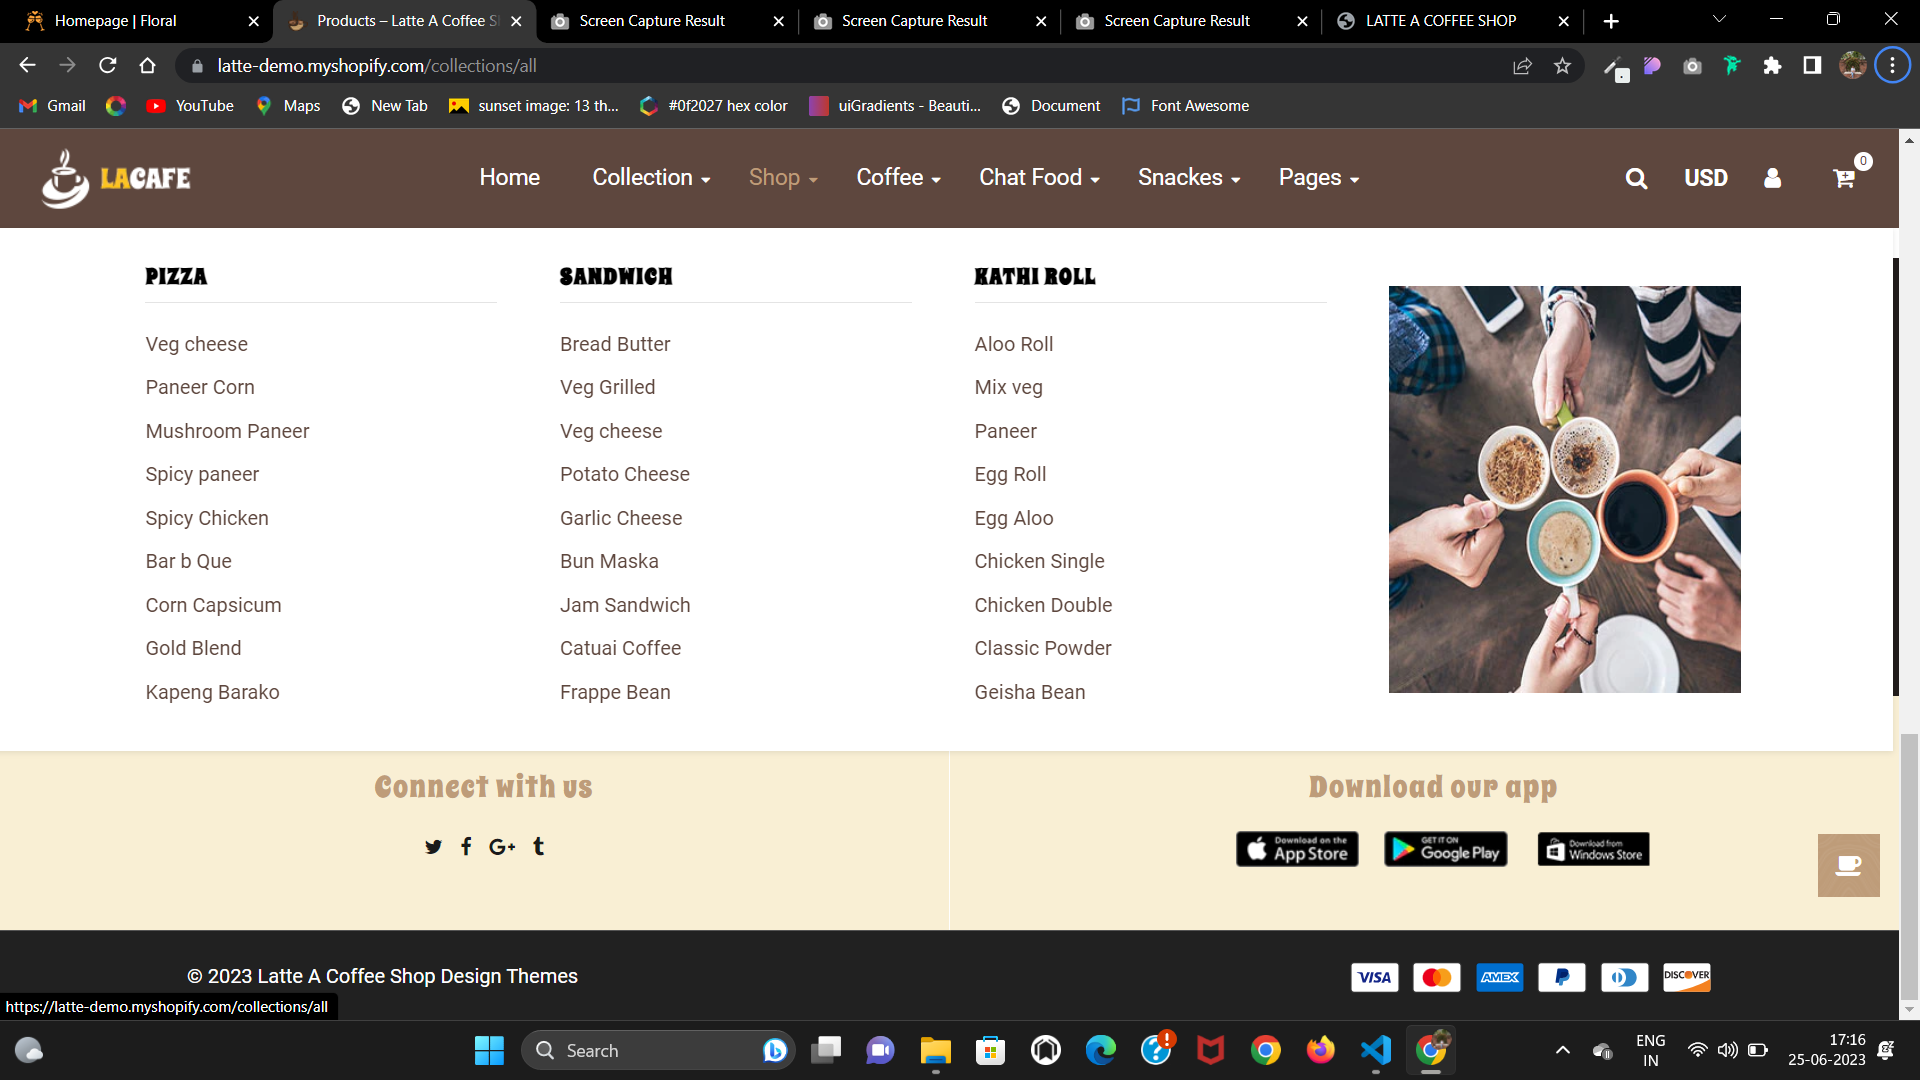 Homepage | Floral
Products – Latte A Coffee S
Screen Capture Result
Screen Capture Result
Screen Capture Result
LATTE A COFFEE SHOP
latte-demo.myshopify.com/collections/all
Gmail
YouTube
Maps
New Tab
sunset image: 13 th...
#0f2027 hex color
uiGradients - Beauti...
Document
Font Awesome
LACAFE
Home
Collection
Shop
Coffee
Chat Food
Snackes
Pages
USD
0
PIZZA
Veg cheese
Paneer Corn
Mushroom Paneer
Spicy paneer
Spicy Chicken
Bar b Que
Corn Capsicum
Gold Blend
Kapeng Barako
SANDWICH
Bread Butter
Veg Grilled
Veg cheese
Potato Cheese
Garlic Cheese
Bun Maska
Jam Sandwich
Catuai Coffee
Frappe Bean
KATHI ROLL
Aloo Roll
Mix veg
Paneer
Egg Roll
Egg Aloo
Chicken Single
Chicken Double
Classic Powder
Geisha Bean
Connect with us
Download our app
Download on the
App Store
GET IT ON
Google Play
Download from
Windows Store
© 2023 Latte A Coffee Shop Design Themes
VISA
AMEX
DISCOVER
https://latte-demo.myshopify.com/collections/all
Search
ENG
IN
17:16
25-06-2023